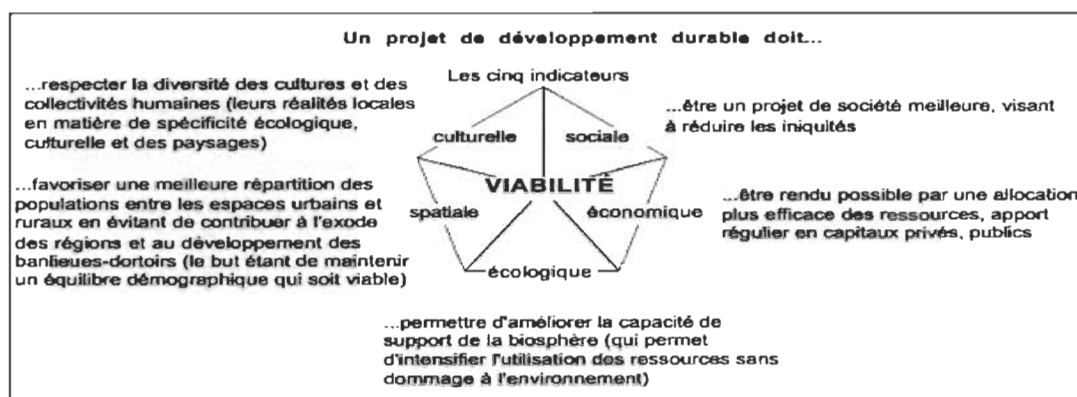 Un projet de développement durable doit...
Les cinq indicateurs
...respecter la diversité des cultures et des
collectivités humaines (leurs réalités locales
en matière de spécificité écologique,
culturelle et des paysages)
culturelle
sociale
...être un projet de société meilleure, visant
à réduire les iniquités
VIABILITÉ
...favoriser une meilleure répartition des
populations entre les espaces urbains et
ruraux en évitant de contribuer à l'exode
des régions et au développement des
banlieues-dortoirs (le but étant de maintenir
un équilibre démographique qui soit viable)
spatiale
économique
...être rendu possible par une allocation
plus efficace des ressources, apport
régulier en capitaux privés, publics
écologique
...permettre d'améliorer la capacité de
support de la biosphère (qui permet
d'intensifier l'utilisation des ressources sans
dommage à l'environnement)